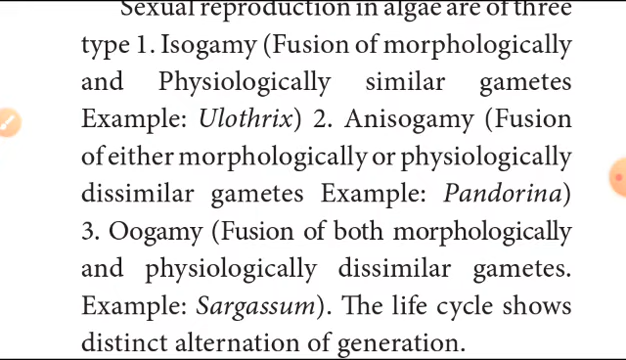 Sexual reproduction in algae are of three
type 1. Isogamy (Fusion of morphologically
and Physiologically similar gametes
Example: Ulothrix) 2. Anisogamy (Fusion
of either morphologically or physiologically
dissimilar gametes Example: Pandorina)
3. Oogamy (Fusion of both morphologically
and physiologically dissimilar gametes.
Example: Sargassum). The life cycle shows
distinct alternation of generation.